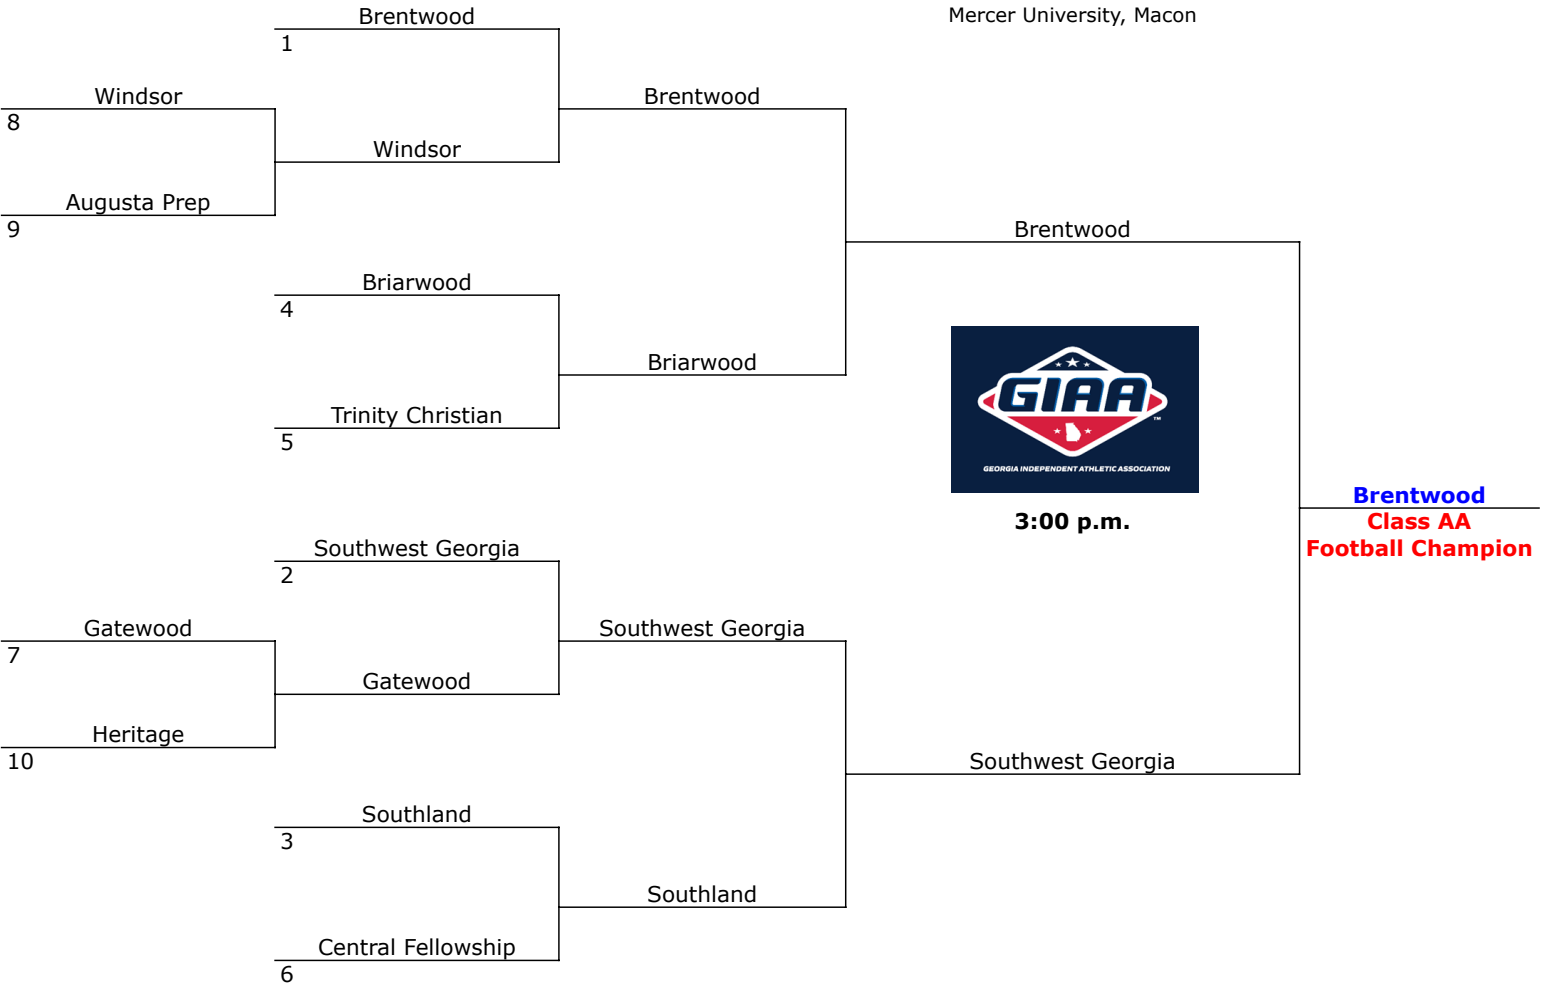 Brentwood
Mercer University, Macon
1
Windsor
Brentwood
8
Windsor
Augusta Prep
9
Brentwood
Briarwood
4
Briarwood
GIAA
TM
GEORGIA INDEPENDENT ATHLETIC ASSOCIATION
Trinity Christian
5
Brentwood
3:00 p.m.
Class AA
Football Champion
Southwest Georgia
2
Gatewood
Southwest Georgia
7
Gatewood
Heritage
10
Southwest Georgia
Southland
3
Southland
Central Fellowship
6